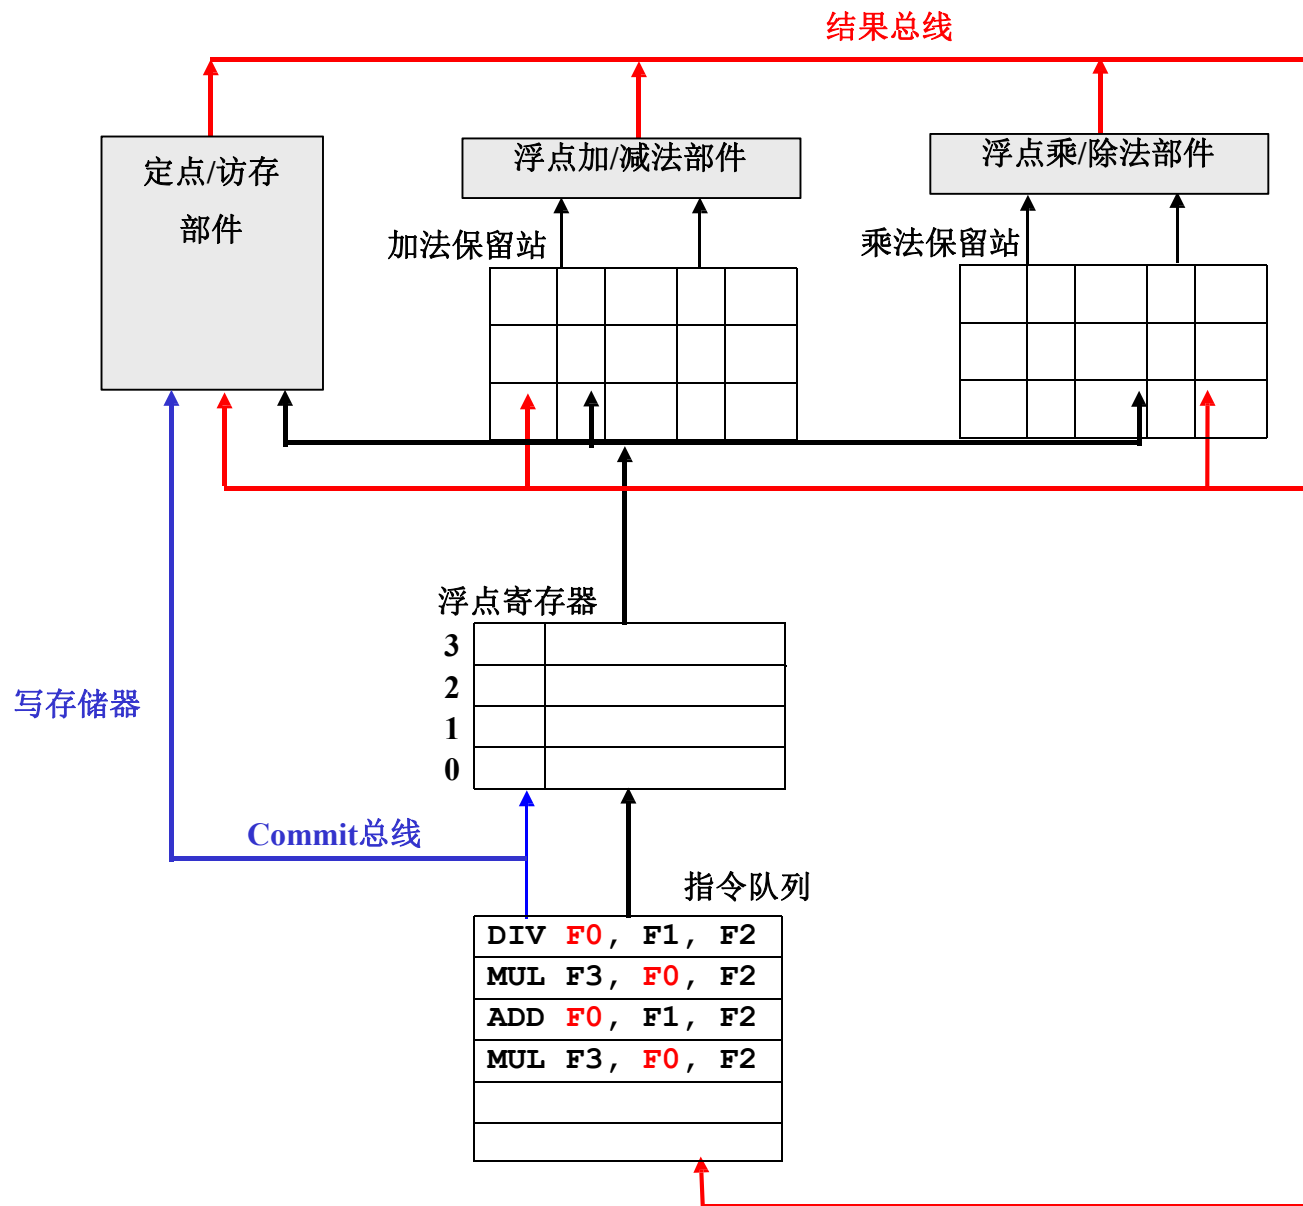 结果总线
定点/访存
部件
浮点加/减法部件
浮点乘/除法部件
加法保留站
乘法保留站
浮点寄存器
3
2
1
0
写存储器
Commit总线
指令队列
DIV F0, F1, F2
MUL F3, F0, F2
ADD F0, F1, F2
MUL F3, F0, F2